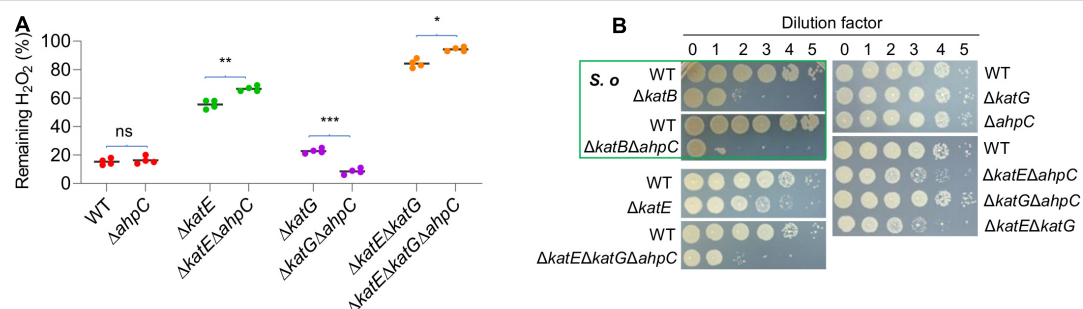 A
Remaining H2O2 (%)
100
80
60
40
20
0
ns
**
***
*
WT
ΔahpC
ΔkatE
ΔkatEΔahpC
ΔkatG
ΔkatGΔahpC
ΔkatEΔkatG
ΔkatEΔkatGΔahpC
B
Dilution factor
0 1 2 3 4 5 0 1 2 3 4 5
S. o
WT
ΔkatB
WT
ΔkatBΔahpC
WT
ΔkatE
WT
ΔkatEΔkatGΔahpC
WT
ΔkatG
ΔahpC
WT
ΔkatEΔahpC
ΔkatGΔahpC
ΔkatEΔkatG